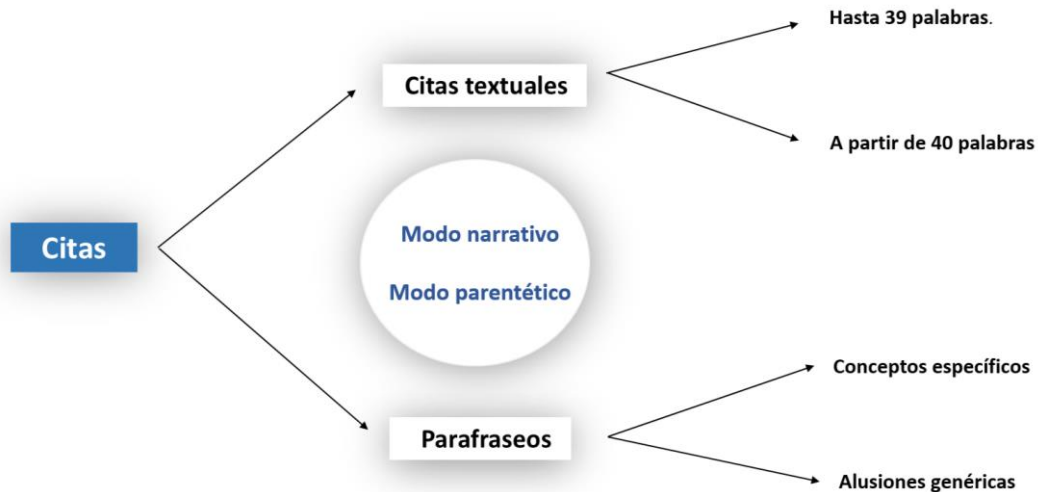 Hasta 39 palabras.
Citas textuales
A partir de 40 palabras
Citas
Modo narrativo
Modo parentético
Conceptos específicos
Parafraseos
Alusiones genéricas